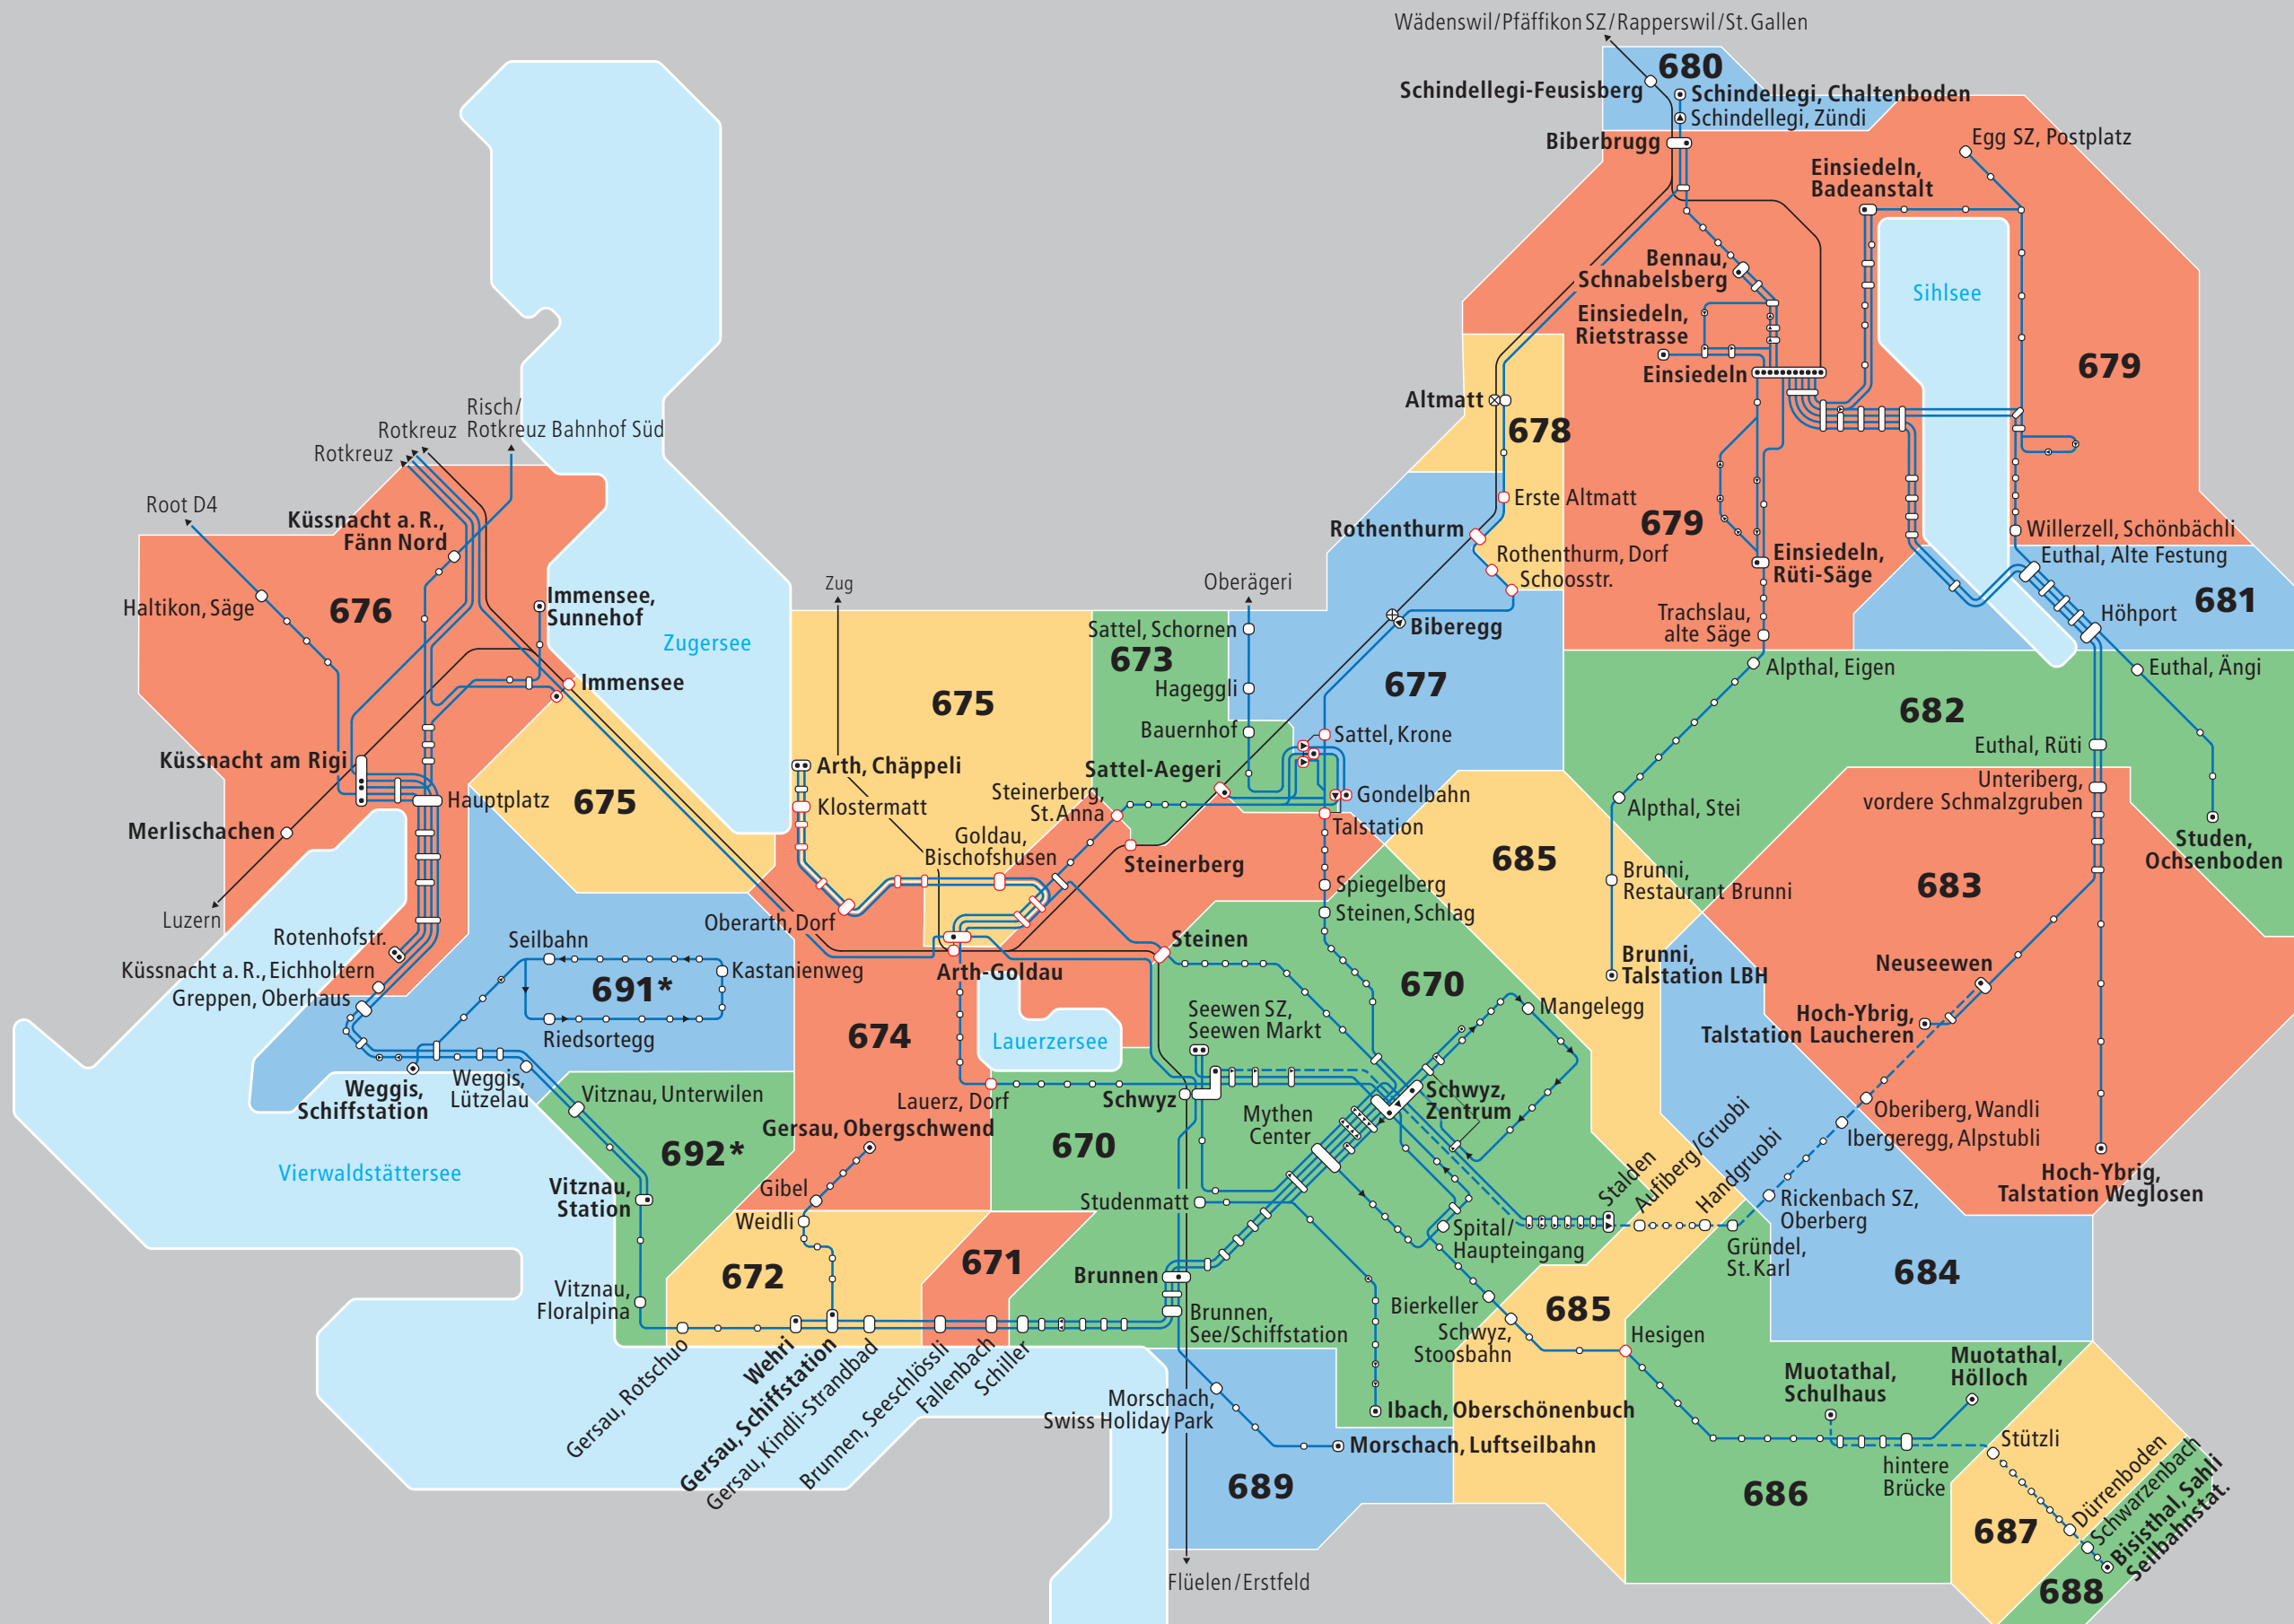 Wädenswil/Pfäffikon SZ/Rapperswil/St. Gallen
680
Schindellegi-Feusisberg
Schindellegi, Chaltenboden
Schindellegi, Zündi
Biberbrugg
Egg SZ, Postplatz
Einsiedeln,
Badeanstalt
Bennau,
Schnabelsberg
Sihlsee
Einsiedeln,
Rietstrasse
679
Einsiedeln
Altmatt
678
Erste Altmatt
Rothenthurm
679
Willerzell, Schönbächli
Rothenthurm, Dorf
Schoosstr.
Einsiedeln,
Rüti-Säge
Euthal, Alte Festung
681
Höhport
Trachslau,
alte Säge
Alpthal, Eigen
Euthal, Ängi
682
Euthal, Rüti
Unteriberg,
vordere Schmalzgruben
Alpthal, Stei
Studen,
Ochsenboden
683
Brunni,
Restaurant Brunni
Brunni,
Talstation LBH
Neuseewen
Hoch-Ybrig,
Talstation Laucheren
Oberiberg, Wandli
Ibergeregg, Alpstubli
Hoch-Ybrig,
Talstation Weglosen
Rickenbach SZ,
Oberberg
684
Risch/
Rotkreuz Bahnhof Süd
Rotkreuz
Rotkreuz
Root D4
Küssnacht a. R.,
Fänn Nord
Haltikon, Säge
676
Immensee,
Sunnehof
Zugersee
Immensee
Küssnacht am Rigi
Hauptplatz
675
Merlischachen
Luzern
Rotenhofstr.
Küssnacht a. R., Eichholtern
Greppen, Oberhaus
Seilbahn
Kastanienweg
691*
Riedsortegg
Weggis,
Schiffstation
Weggis,
Lützelau
Vierwaldstättersee
Vitznau, Unterwilen
692*
Vitznau,
Station
Vitznau,
Floralpina
Zug
Oberägeri
Sattel, Schornen
673
Hageggli
Bauernhof
675
677
Biberegg
Sattel, Krone
Arth, Chäppeli
Klostermatt
Sattel-Aegeri
Steinerberg,
St. Anna
Gondelbahn
Talstation
Goldau,
Bischofshusen
Steinerberg
Oberarth, Dorf
Arth-Goldau
Steinen
Spiegelberg
Steinen, Schlag
685
670
674
Lauerzersee
Seewen SZ,
Seewen Markt
Mangelegg
Lauerz, Dorf
Schwyz
Schwyz,
Zentrum
Mythen
Center
670
Gersau, Obergschwend
Gibel
Weidli
672
671
Studenmatt
Brunnen
Brunnen,
See/Schiffstation
Spital/
Haupteingang
Stalden
Aufiberg/Gruobi
Handgruobi
Gründel,
St. Karl
Bierkeller
Schwyz,
Stoosbahn
685
Hesigen
Gersau, Rotschuo
Wehri
Gersau, Schiffstation
Gersau, Kindli-Strandbad
Brunnen, Seeschlössli
Fallenbach
Schiller
Morschach,
Swiss Holiday Park
Ibach, Oberschönenbuch
Morschach, Luftseilbahn
689
Flüelen/Erstfeld
Muotathal,
Schulhaus
Muotathal,
Hölloch
hintere
Brücke
686
Stützli
687
Dürrenboden
Schwarzenbach
Bisisthal, Sahli
Seilbahnstat.
688